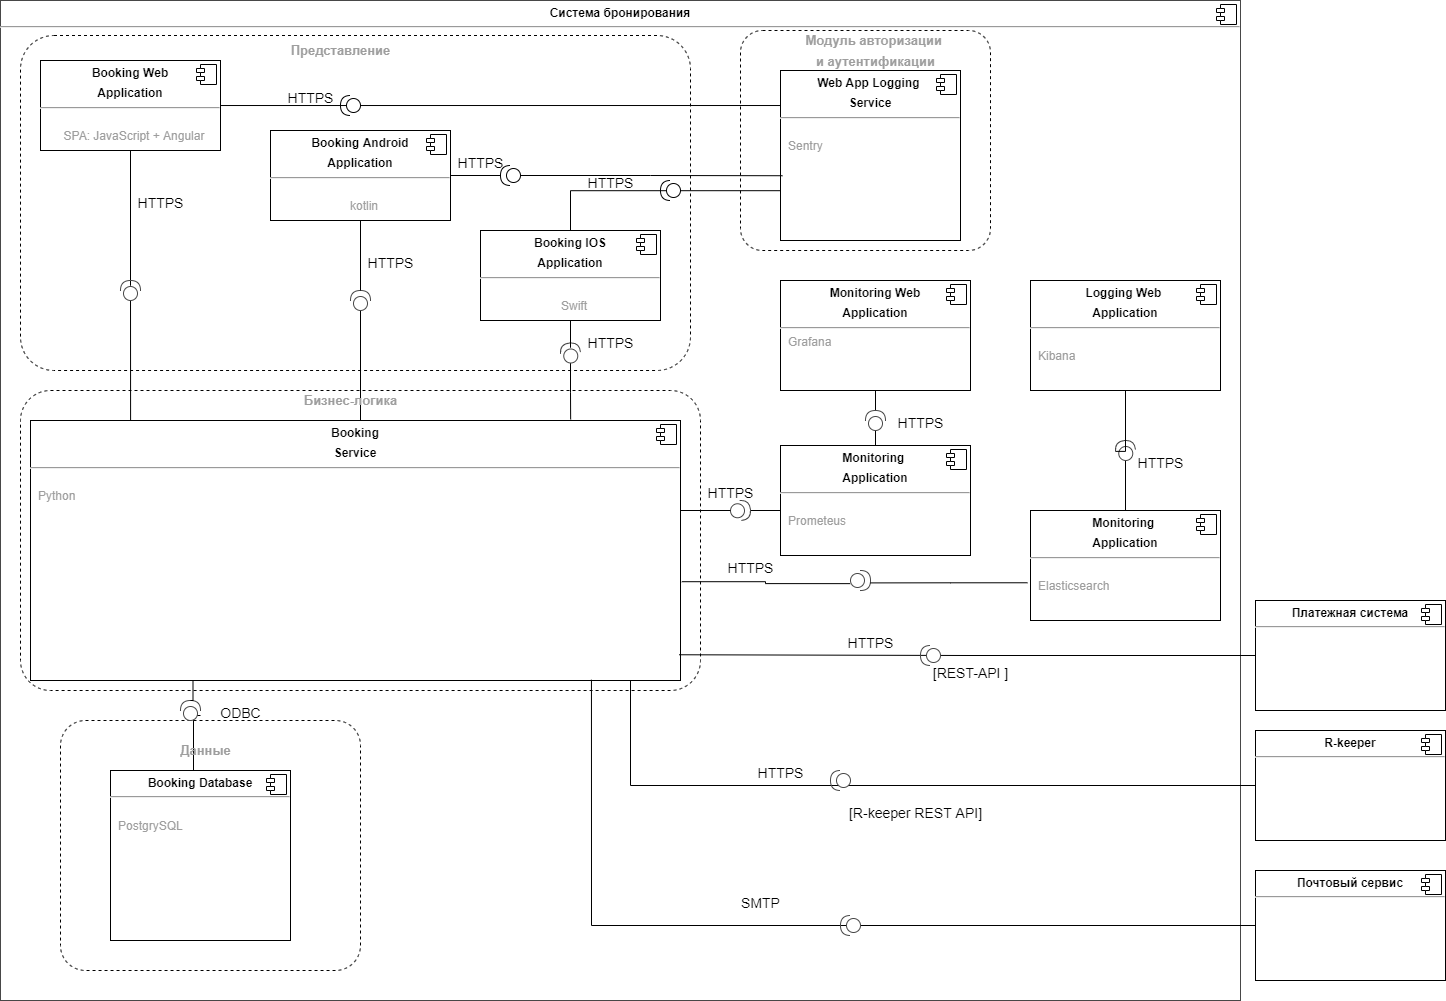 Система бронирования
Представление
Booking Web
Application
SPA: JavaScript + Angular
HTTPS
Booking Android
Application
kotlin
HTTPS
HTTPS
Booking IOS
Application
Swift
HTTPS
HTTPS
HTTPS
Модуль авторизации
и аутентификации
Web App Logging
Service
Sentry
Monitoring Web
Application
Grafana
Logging Web
Application
Kibana
HTTPS
HTTPS
Бизнес-логика
Booking
Service
Python
HTTPS
Monitoring
Application
Prometeus
HTTPS
Monitoring
Application
Elasticsearch
HTTPS
[REST-API ]
Платежная система
ODBC
Данные
Booking Database
PostgrySQL
HTTPS
[R-keeper REST API]
R-keeper
SMTP
Почтовый сервис